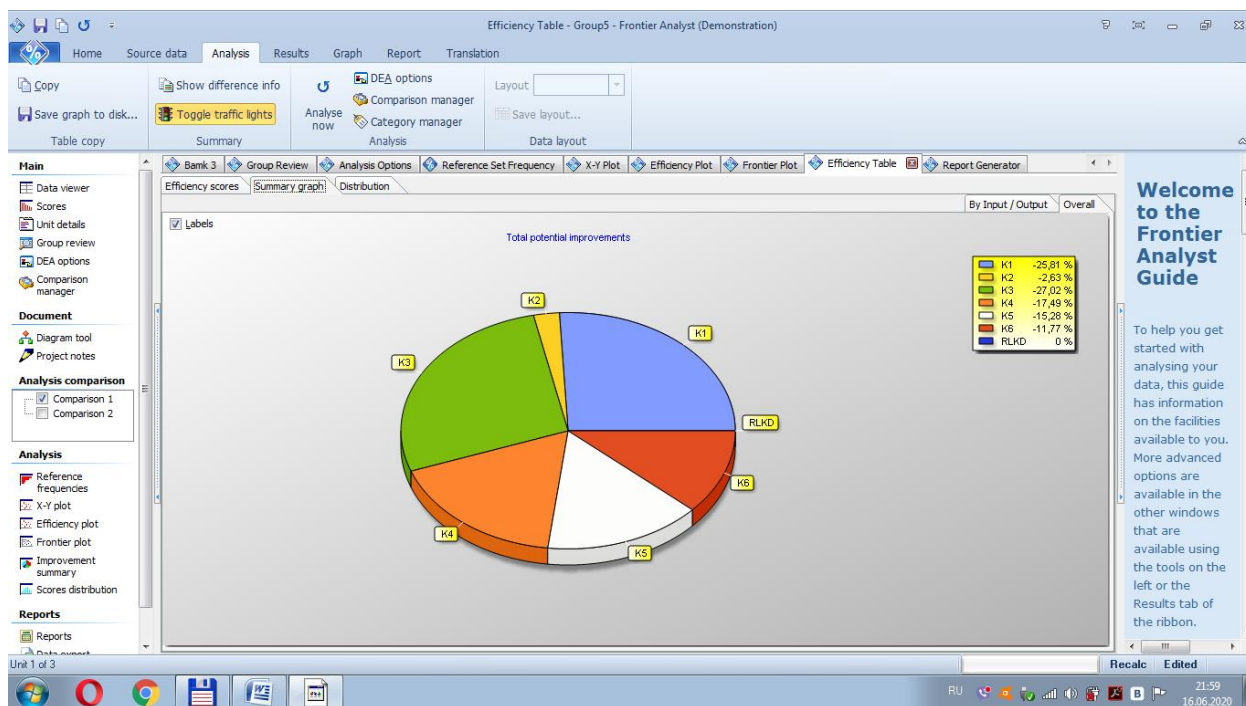 Efficiency Table - Group5 - Frontier Analyst (Demonstration)
Home Source data Analysis Results Graph Report Translation
Copy
Save graph to disk...
Table copy
Show difference info
Toggle traffic lights
Summary
Analyse now
DEA options
Comparison manager
Category manager
Analysis
Layout
Save layout...
Data layout
Main
Data viewer
Scores
Unit details
Group review
DEA options
Comparison
manager
Document
Diagram tool
Project notes
Analysis comparison
Comparison 1
Comparison 2
Analysis
Reference
frequencies
X-Y plot
Efficiency plot
Frontier plot
Improvement
summary
Scores distribution
Reports
Reports
Data export
Bamk 3 Group Review Analysis Options Reference Set Frequency X-Y Plot Efficiency Plot Frontier Plot Efficiency Table Report Generator
Efficiency scores Summary graph Distribution
By Input / Output Overall
Labels
Total potential improvements
K1 -25,81 %
K2 -2,63 %
K3 -27,02 %
K4 -17,49 %
K5 -15,28 %
K6 -11,77 %
RLKD 0 %
K2
K1
K3
RLKD
K6
K4
K5
Welcome
to the
Frontier
Analyst
Guide
To help you get
started with
analysing your
data, this guide
has information
on the facilities
available to you.
More advanced
options are
available in the
other windows
that are
available using
the tools on the
left or the
Results tab of
the ribbon.
Unit 1 of 3
Recalc Edited
RU
21:59
16.06.2020